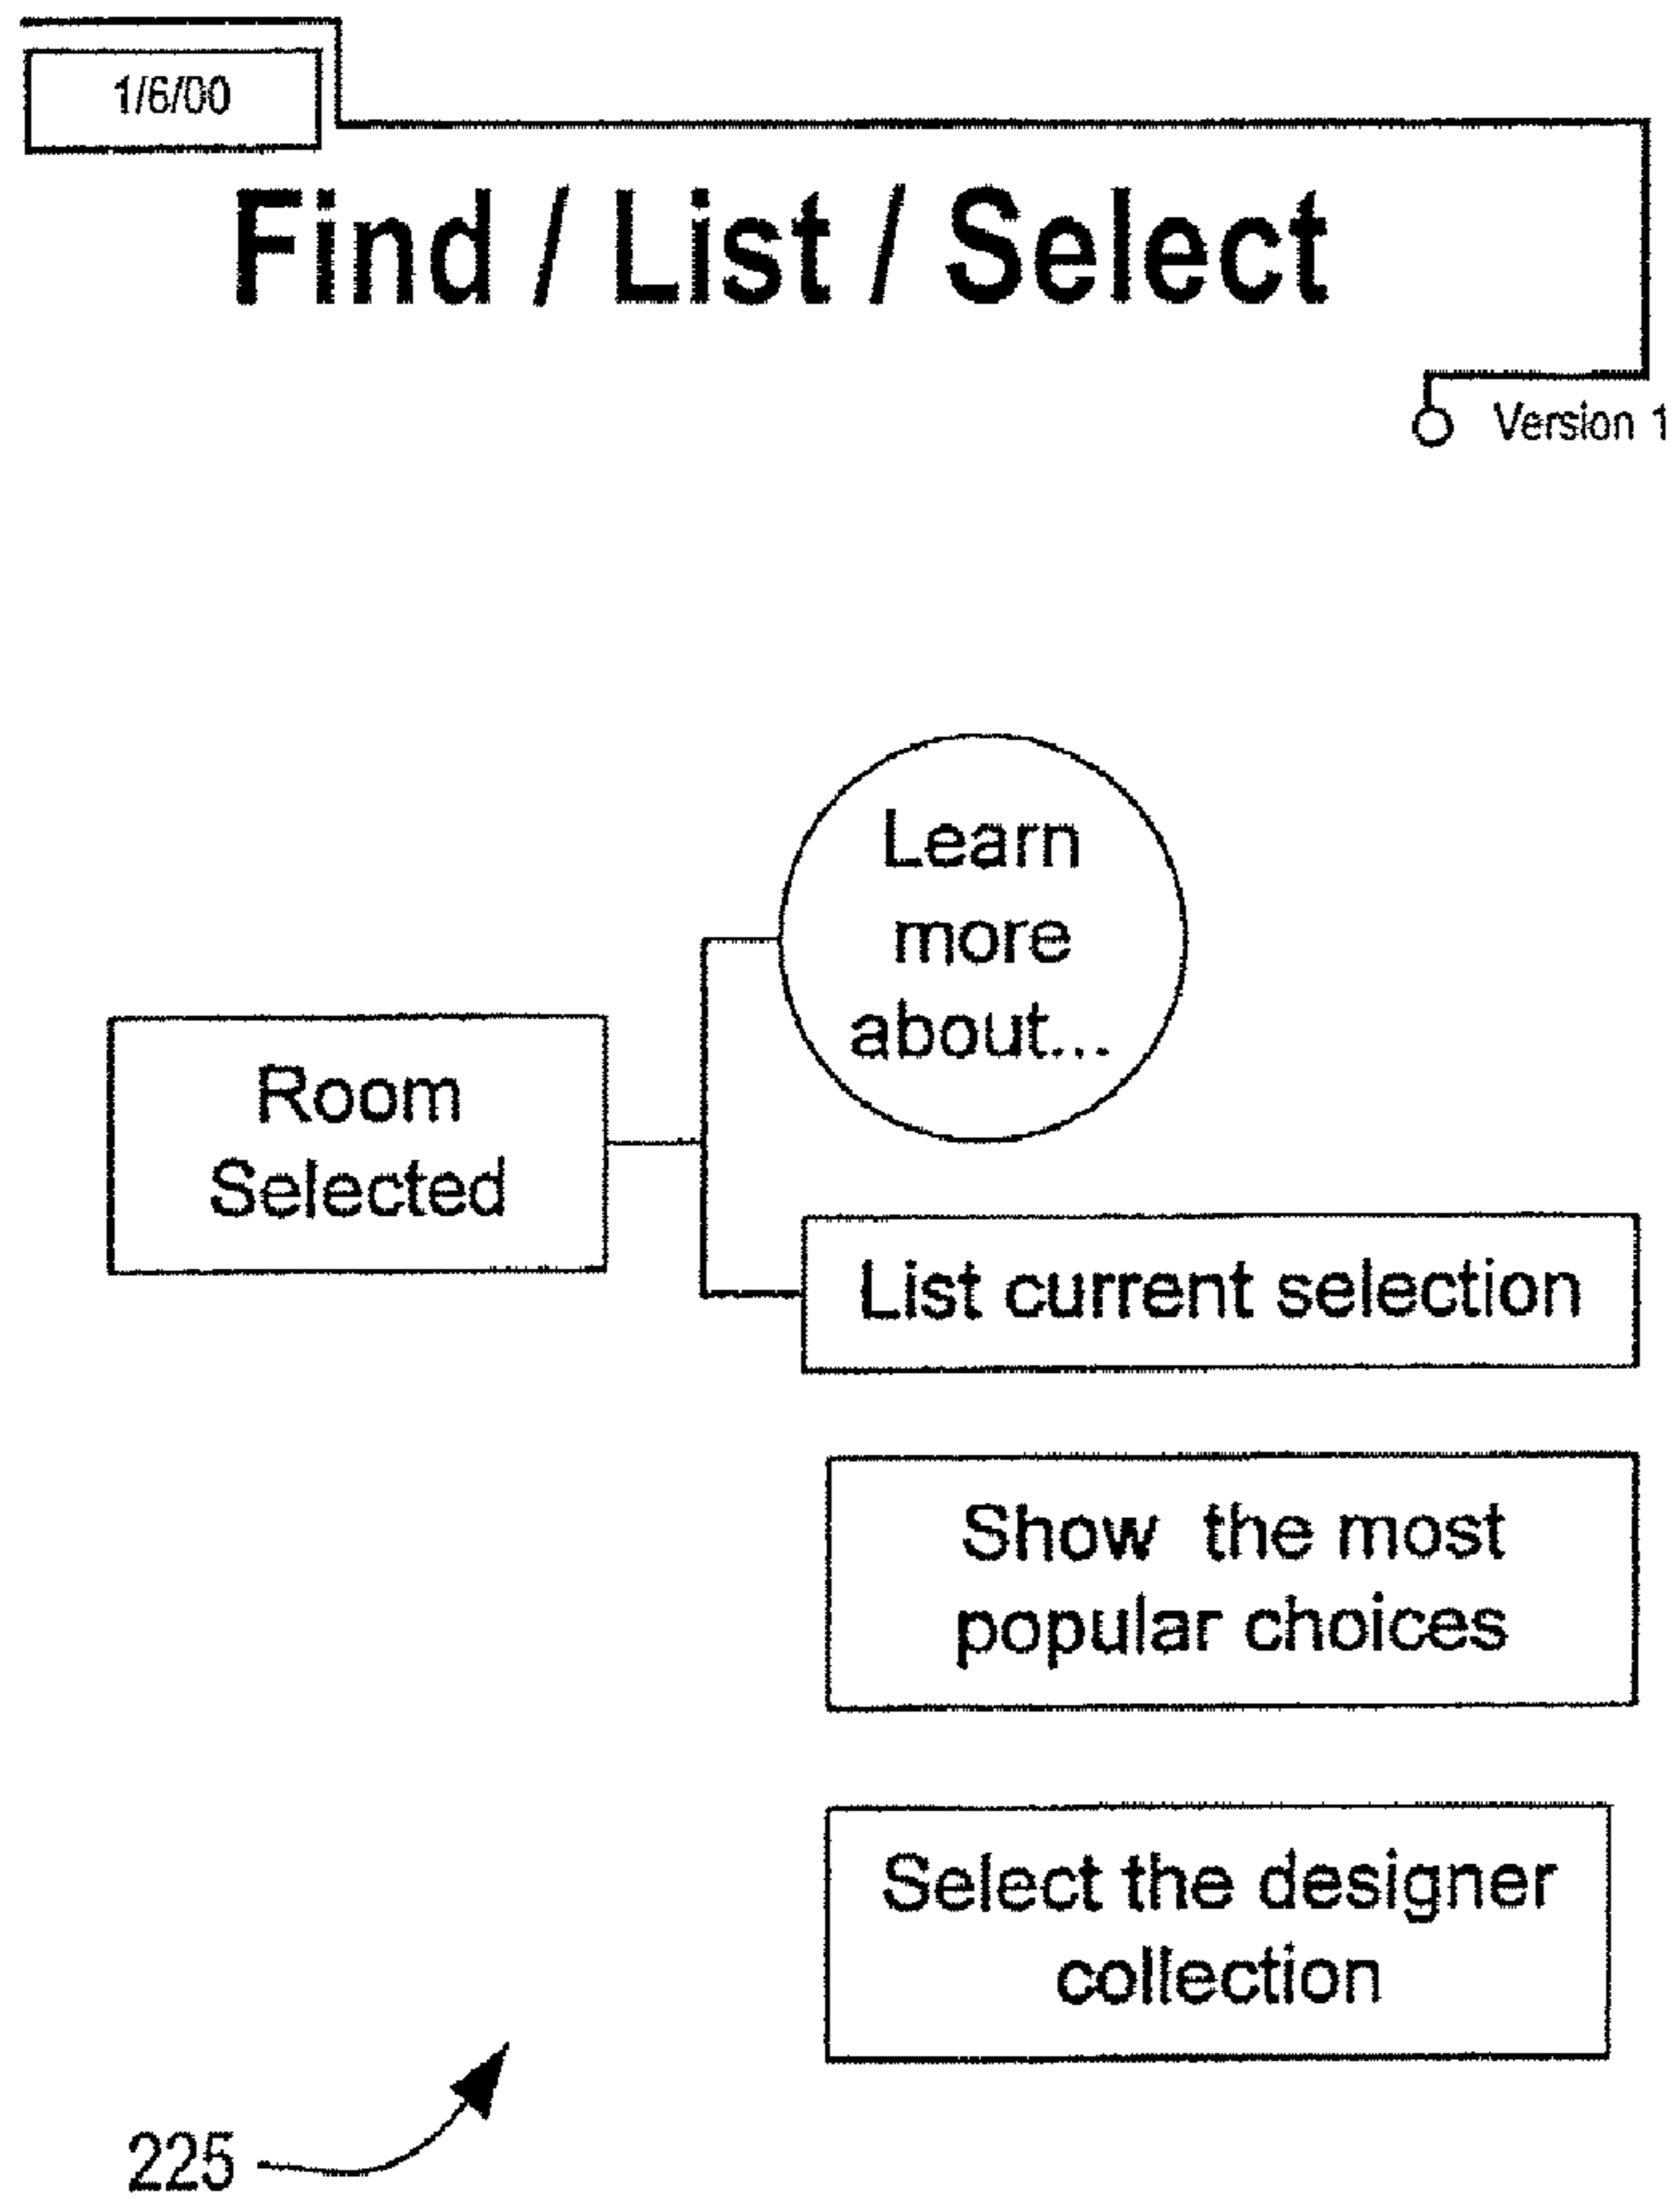 1/6/00
Find / List / Select
Version 1
Learn
more
about...
Room
Selected
List current selection
Show the most
popular choices
Select the designer
collection
225